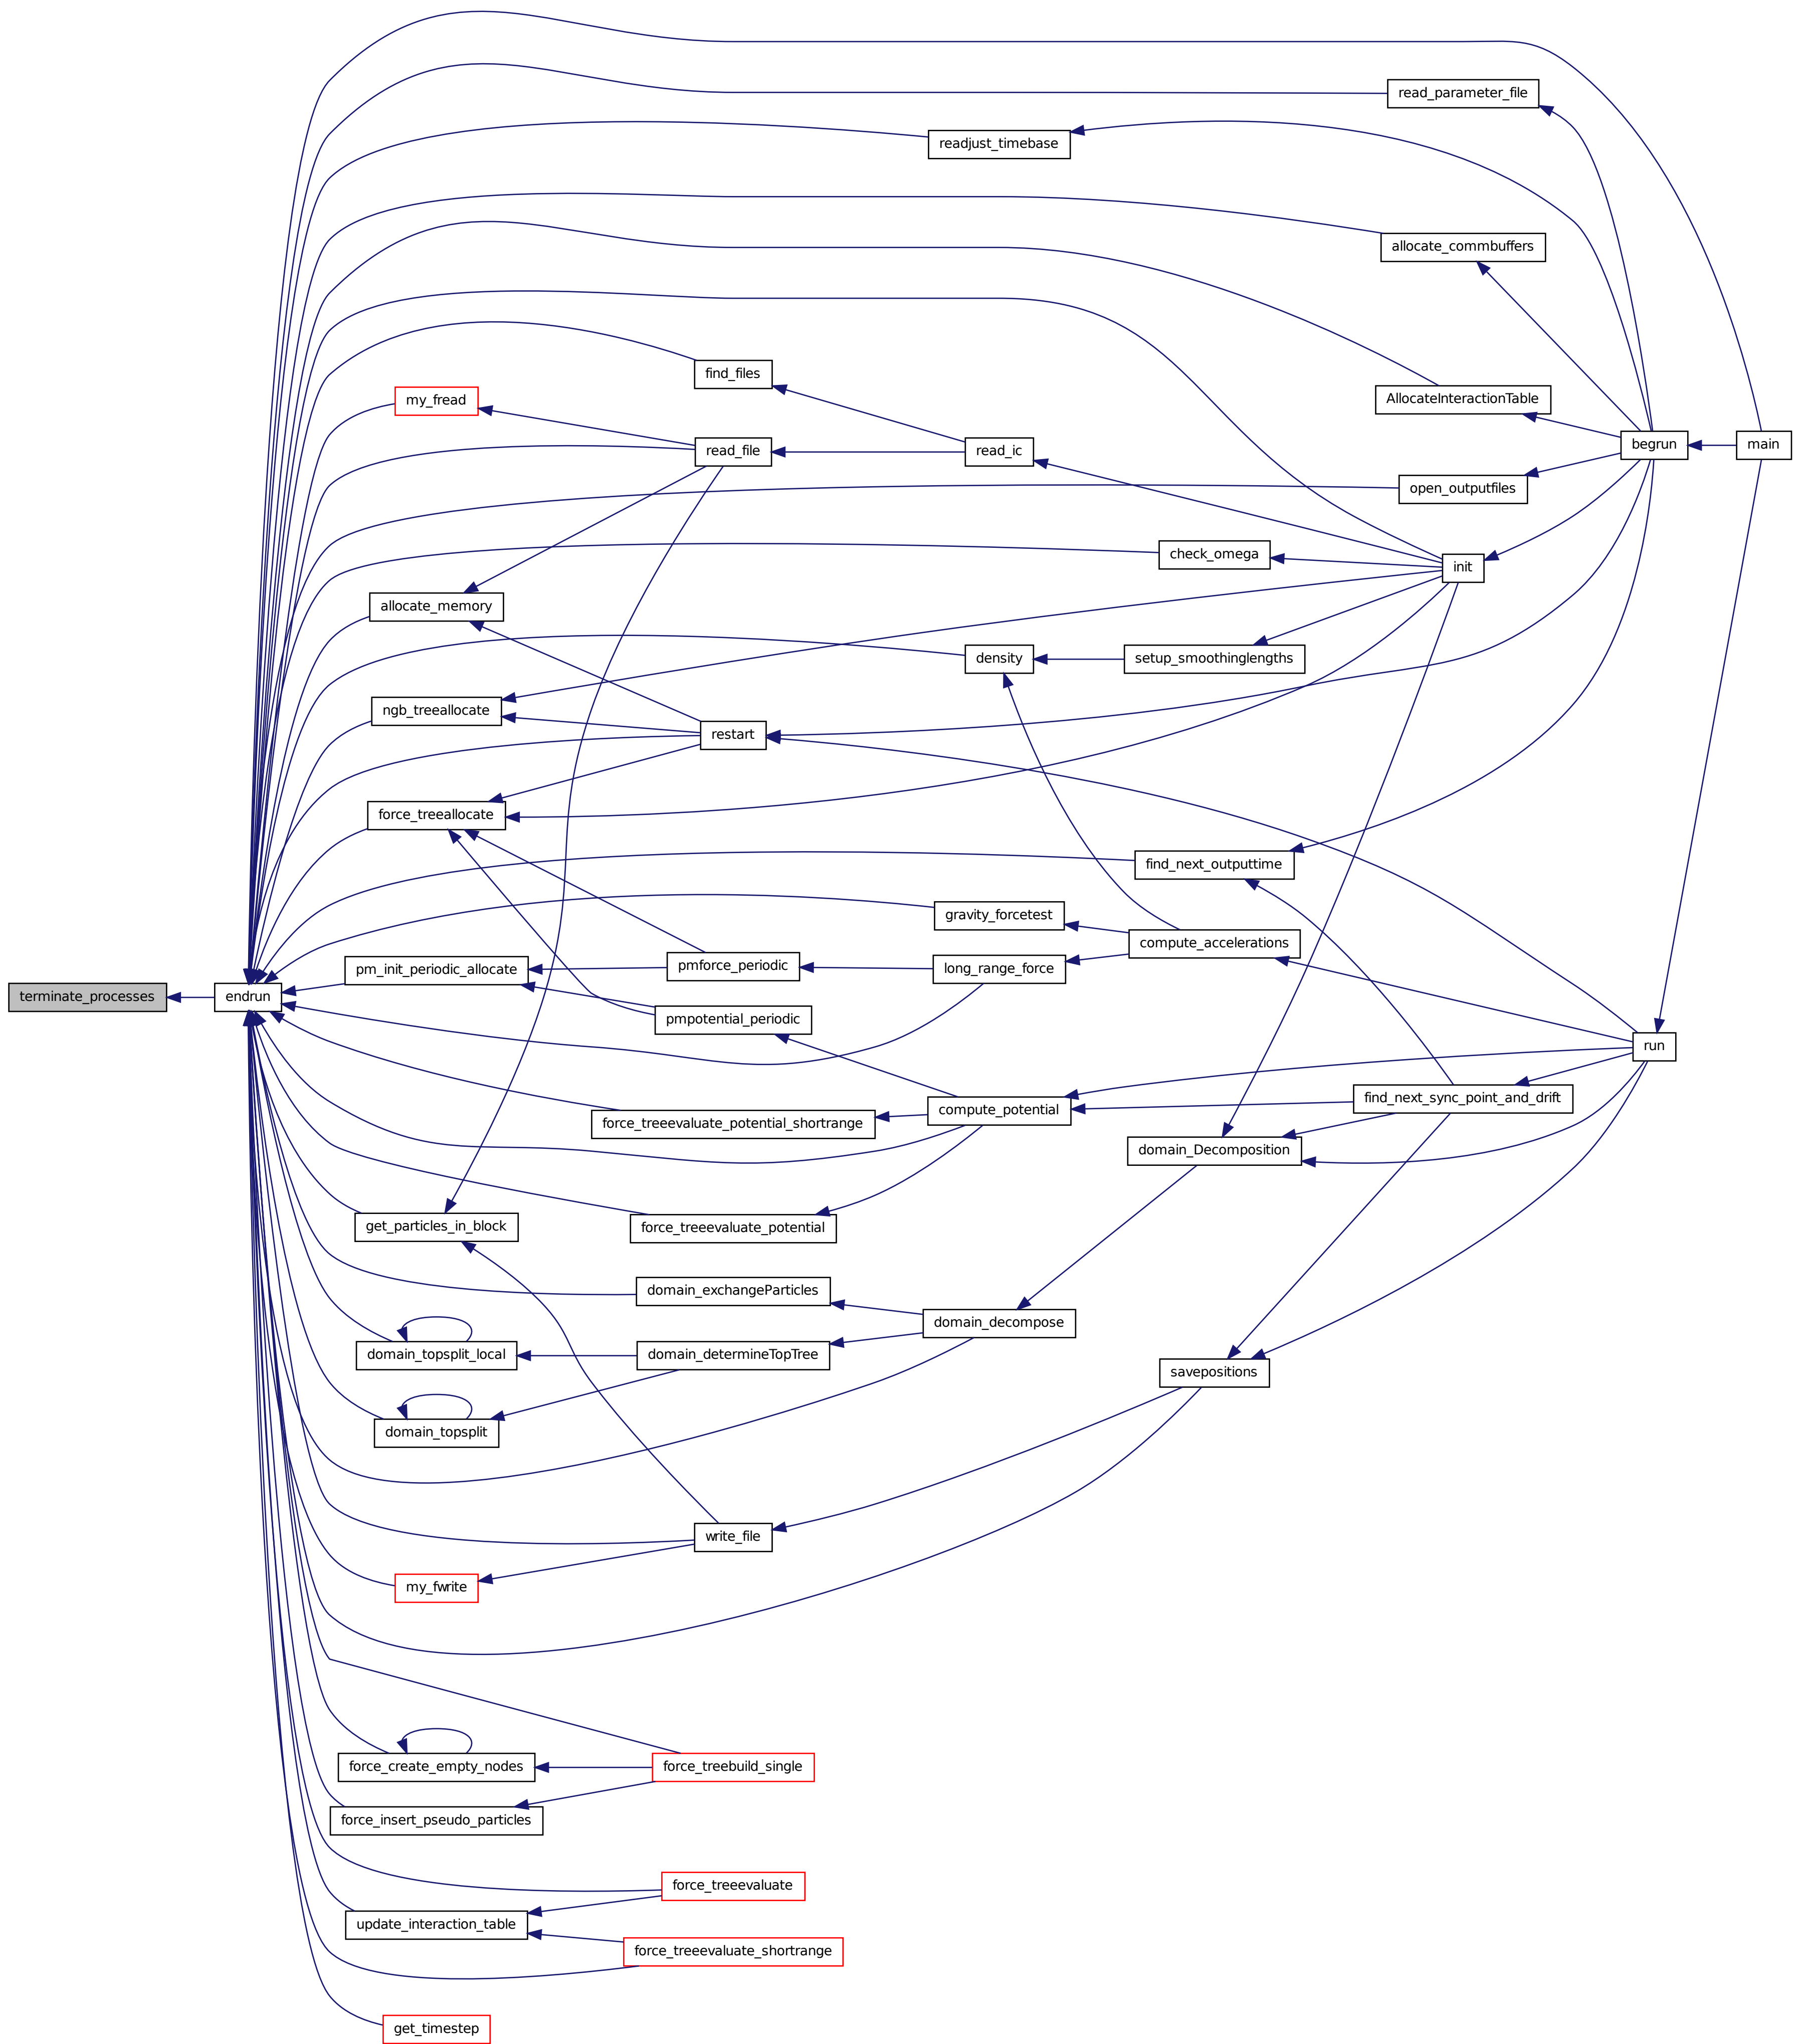 read_parameter_file
readjust_timebase
allocate_commbuffers
find_files
my_fread
AllocateInteractionTable
read_file
read_ic
begrun
main
open_outputfiles
check_omega
init
allocate_memory
density
setup_smoothinglengths
ngb_treeallocate
restart
force_treeallocate
find_next_outputtime
gravity_forcetest
compute_accelerations
pm_init_periodic_allocate
pmforce_periodic
long_range_force
terminate_processes
endrun
pmpotential_periodic
run
find_next_sync_point_and_drift
compute_potential
force_treeevaluate_potential_shortrange
domain_Decomposition
get_particles_in_block
force_treeevaluate_potential
domain_exchangeParticles
domain_decompose
domain_topsplit_local
domain_determineTopTree
savepositions
domain_topsplit
write_file
my_fwrite
force_create_empty_nodes
force_treebuild_single
force_insert_pseudo_particles
force_treeevaluate
update_interaction_table
force_treeevaluate_shortrange
get_timestep